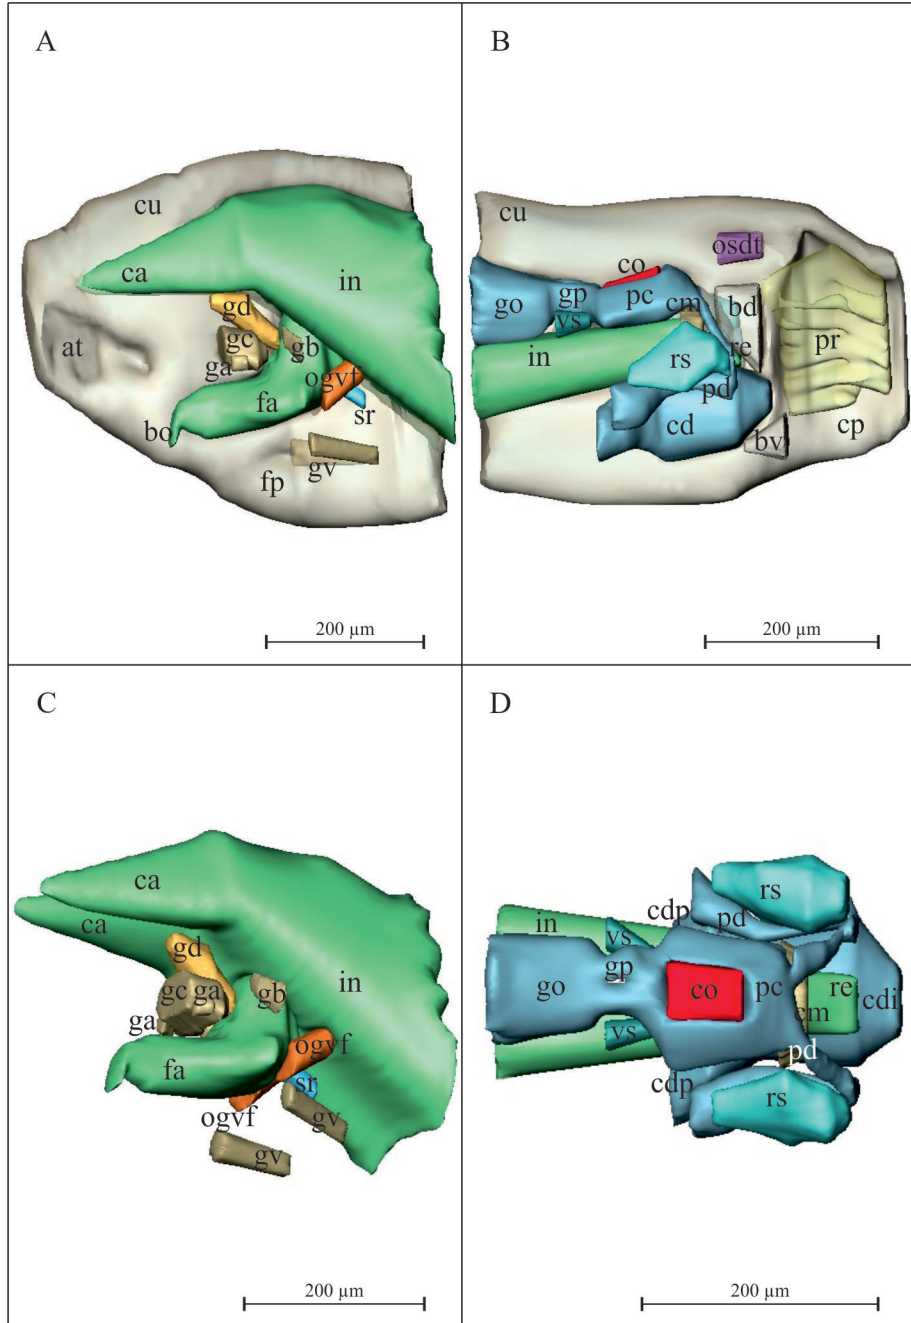 A
cu
ca
in
gd
at
gc
gb
ga
ogvf
fa
sr
bo
gv
fp
200 µm
B
cu
osdt
co
gp
bd
go
pc
cm
vs
pr
in
rs
re
pd
cd
cp
bv
200 µm
C
ca
ca
gd
in
gc ga
gb
ga
ogvf
fa
sr
ogvf
gv
gv
200 µm
D
rs
cdp
pd
in
vs
gp
pc
go
co
re
cdi
cm
vs
pd
cdp
rs
200 µm